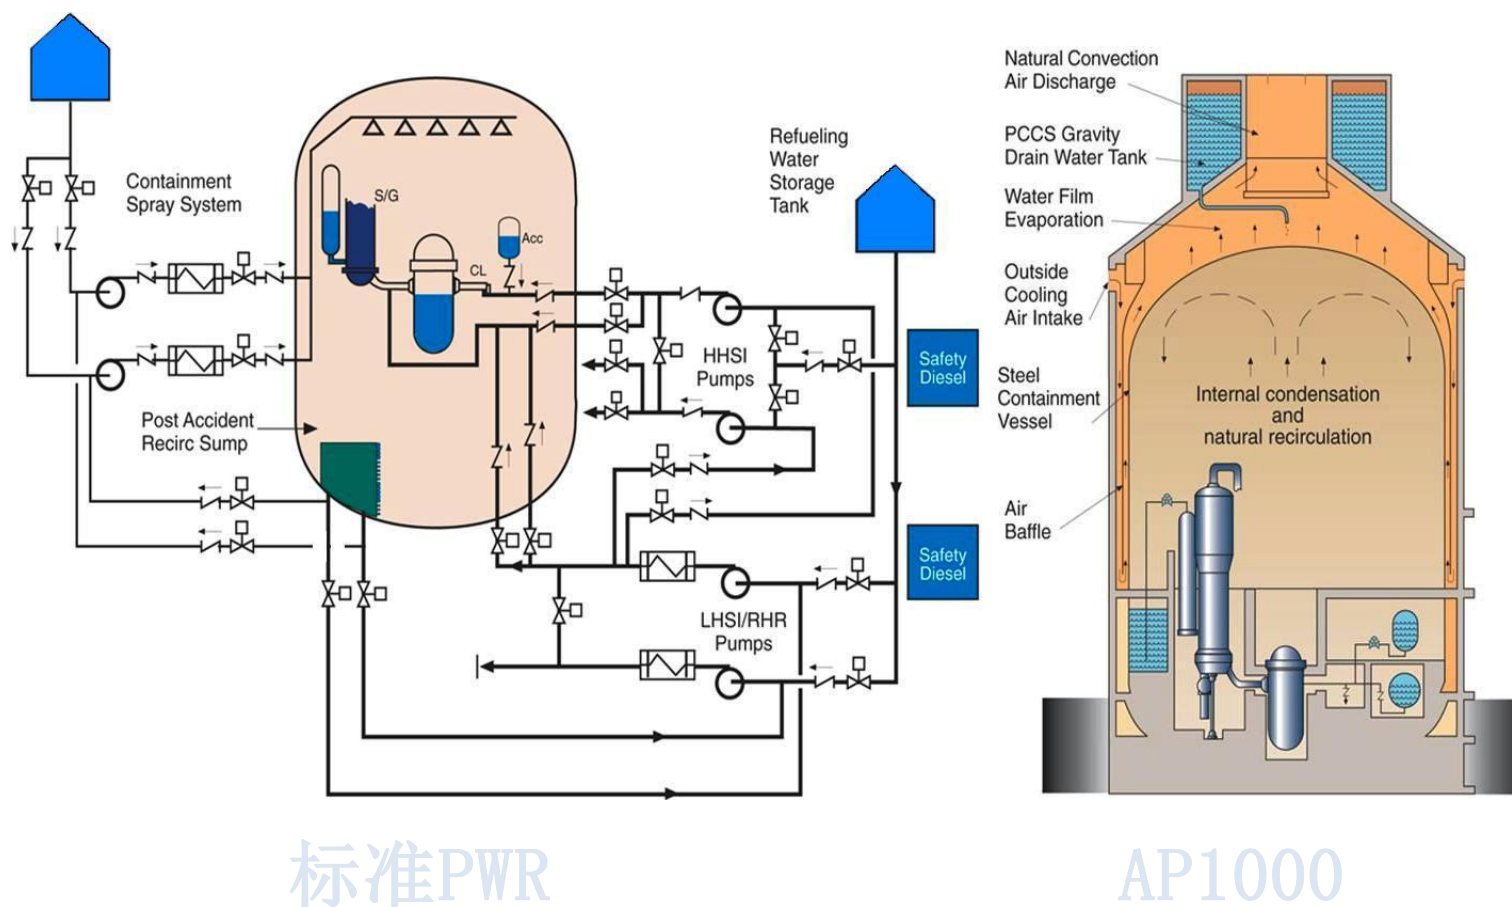 Containment
Spray System
S/G
Acc
CL
Post Accident
Recirc Sump
Refueling
Water
Storage
Tank
HHSI
Pumps
Safety
Diesel
Safety
Diesel
LHSI/RHR
Pumps
标准PWR
Natural Convection
Air Discharge
PCCS Gravity
Drain Water Tank
Water Film
Evaporation
Outside
Cooling
Air Intake
Steel
Containment
Vessel
Internal condensation
and
natural recirculation
Air
Baffle
AP1000